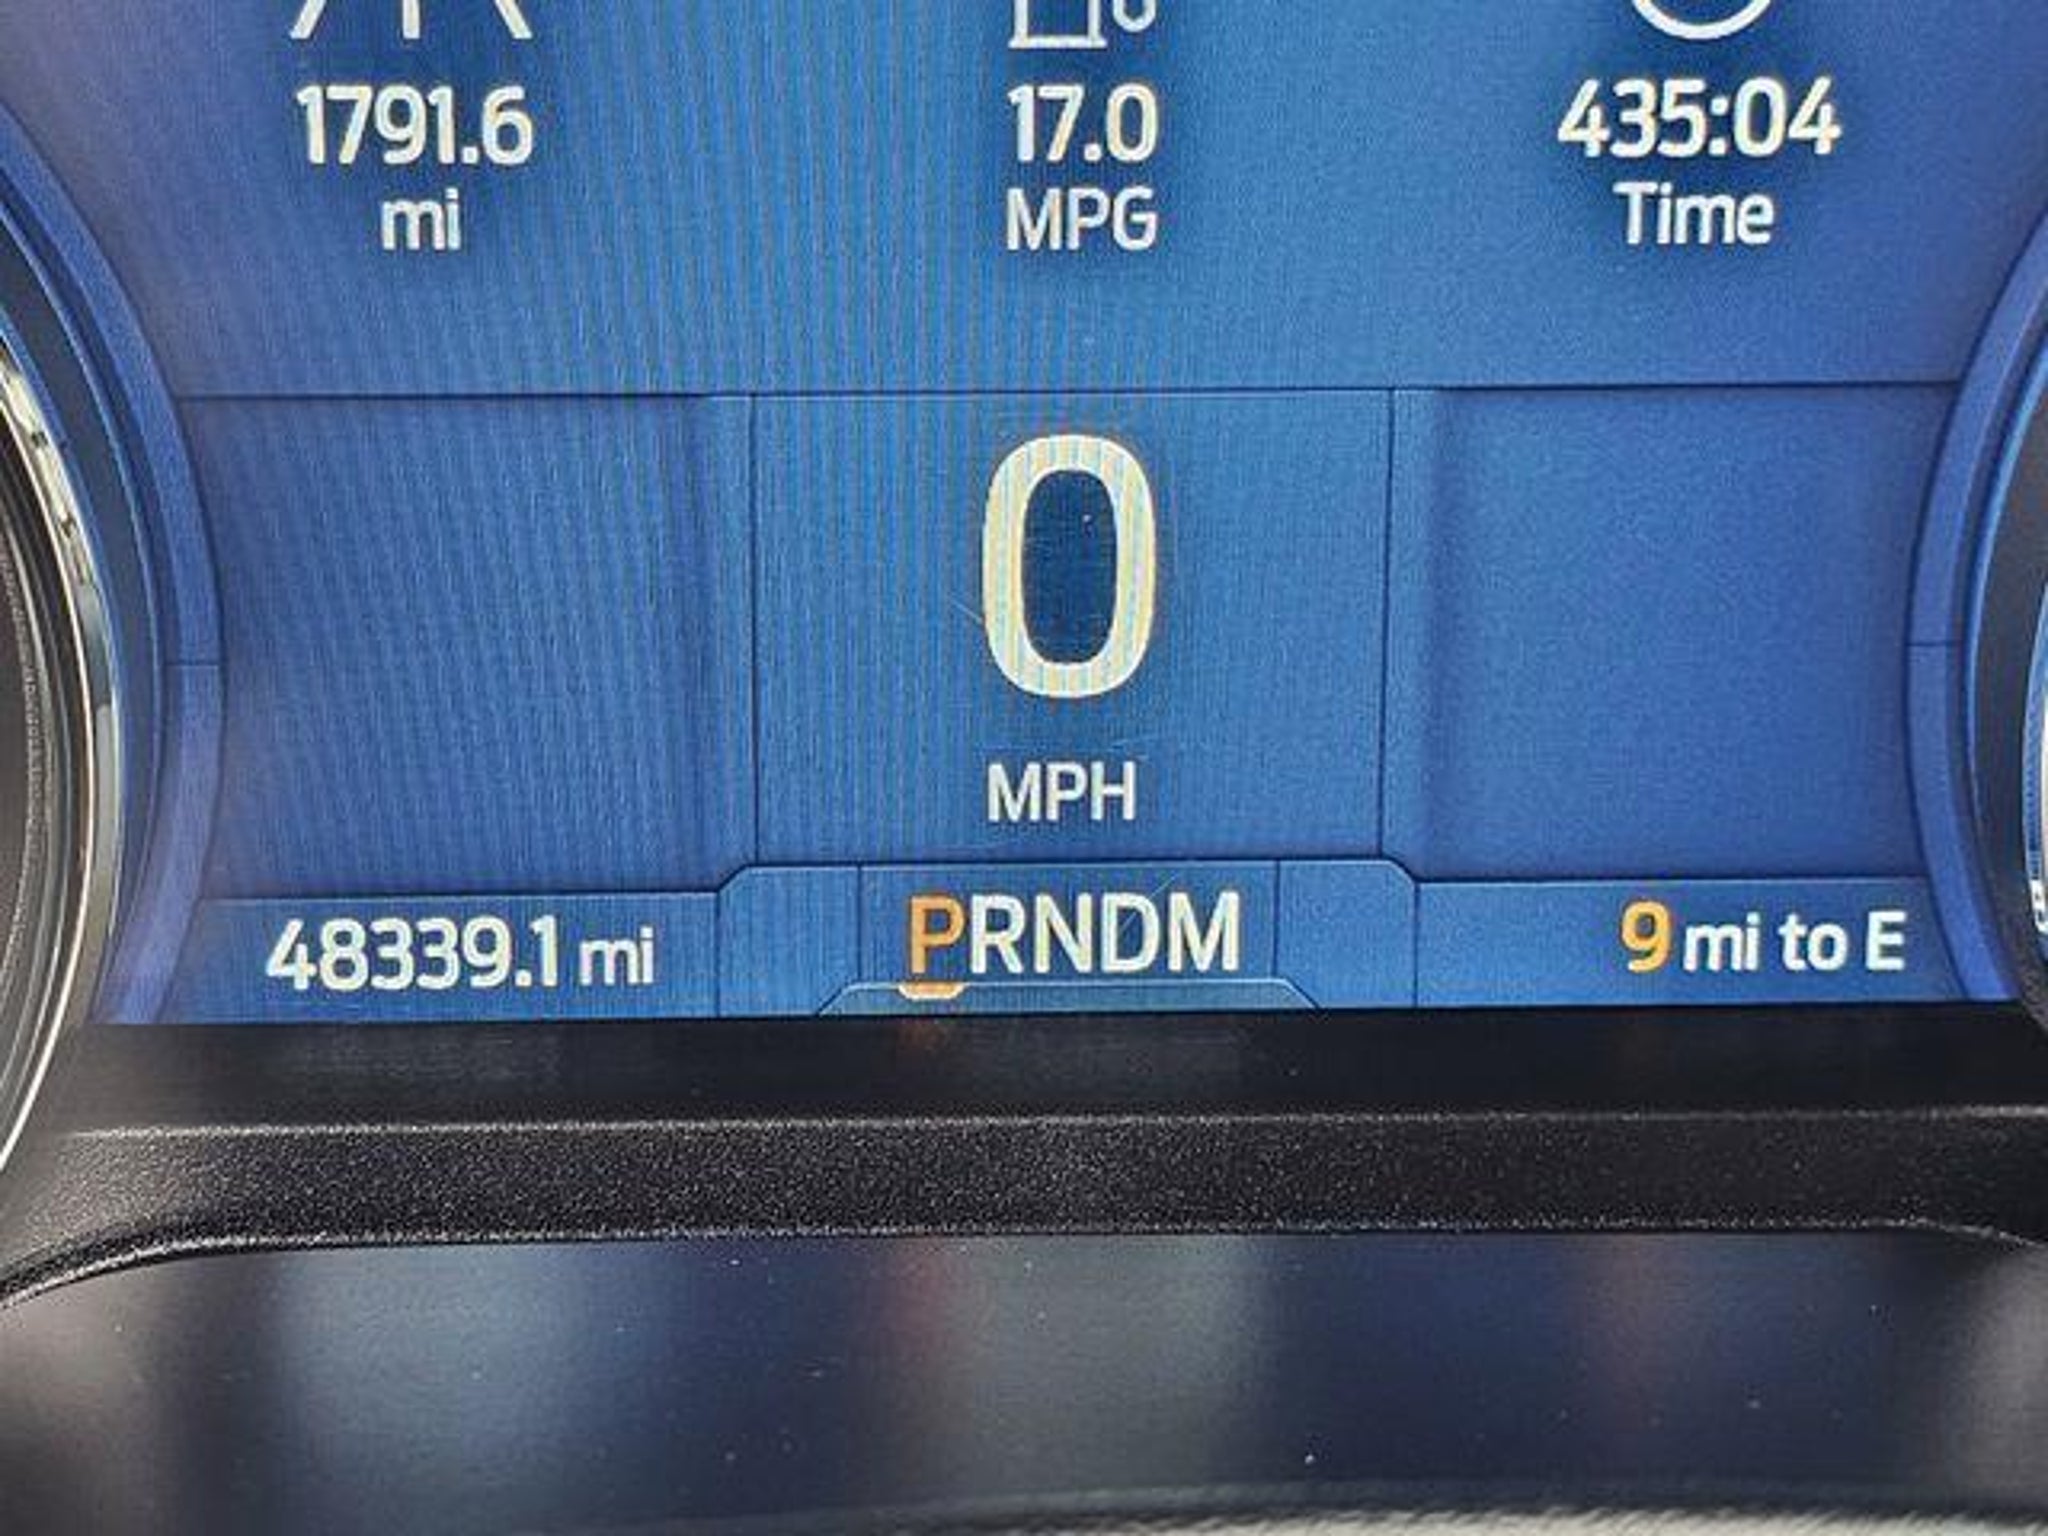 1791.6 17.0 435:04
mi MPG Time
0
MPH
48339.1 mi PRNDM 9 mi to E